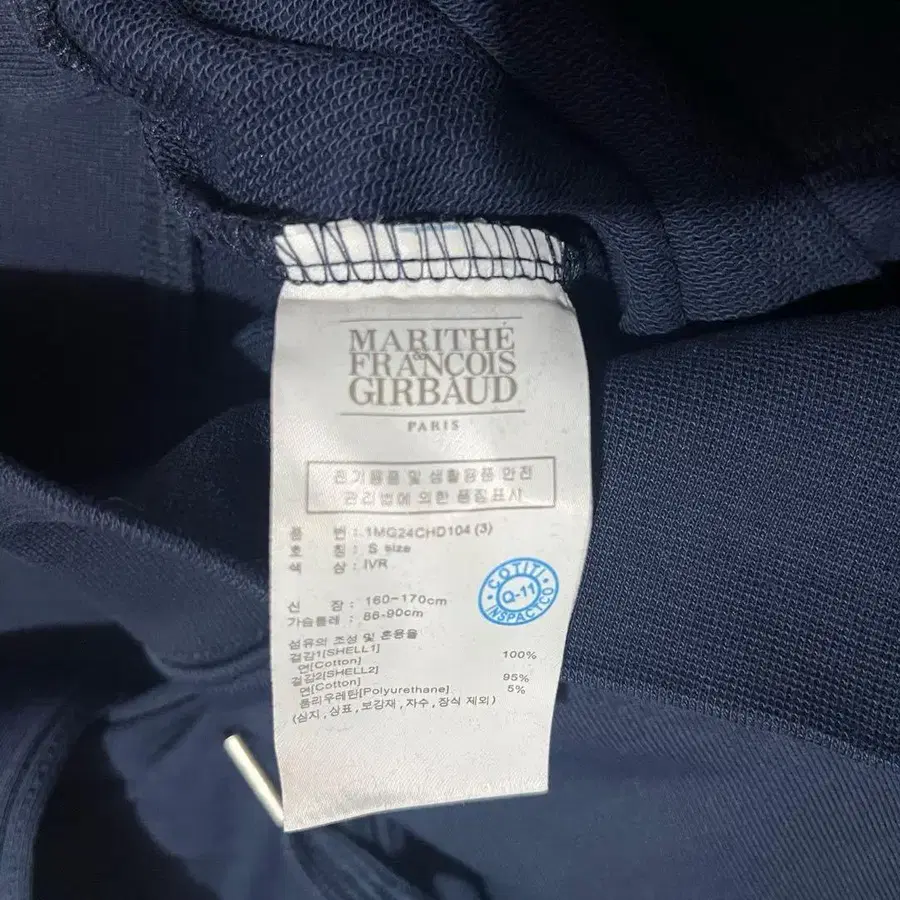 MARITHÉ
&
FRANCOIS
GIRBAUD
PARIS
전기용품 및 생활용품 안전
관리법에 의한 품질표시
품 번 : 1MG24CHD104 (3)
호 칭 : S size
색 상 : IVR
신 장 : 160-170cm
가슴둘레 : 86-90cm
COTITI
Q-11
INSPACTCO
섬유의 조성 및 혼용율
겉감1[SHELL1]
면[Cotton] 100%
겉감2[SHELL2]
면[Cotton] 95%
폴리우레탄[Polyurethane] 5%
(심지,상표,보강재,자수,장식 제외)